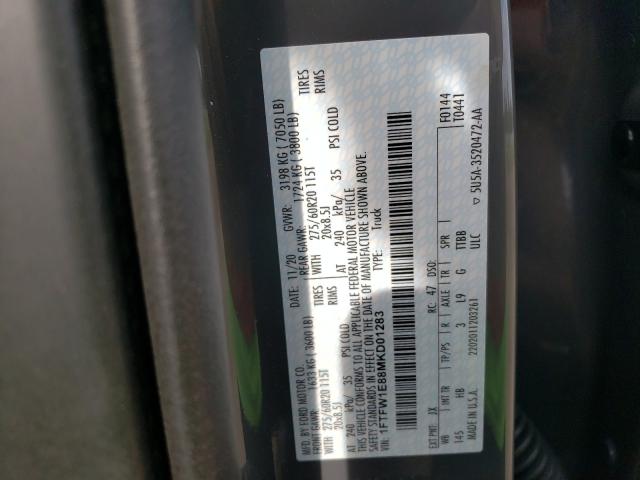 MFD. BY FORD MOTOR CO.
DATE: 11/20 GVWR: 3198 KG ( 7050 LB)
FRONT GAWR: 1633 KG ( 3600 LB) REAR GAWR: 1724 KG ( 3800 LB)
WITH 275/60R20 115T TIRES WITH 275/60R20 115T TIRES
20x8.5J RIMS 20x8.5J RIMS
AT 240 kPa/ 35 PSI COLD AT 240 kPa/ 35 PSI COLD
THIS VEHICLE CONFORMS TO ALL APPLICABLE FEDERAL MOTOR VEHICLE
SAFETY STANDARDS IN EFFECT ON THE DATE OF MANUFACTURE SHOWN ABOVE.
VIN: 1FTFW1E88MKD01283 TYPE: Truck
F0144
T0441
EXT PNT: JX RC: 47 DSO:
WB INT TR TP/PS R AXLE TR SPR
145 HB 3 L9 G TTBB
ULC
MADE IN U.S.A. 5U5A-3520472-AA